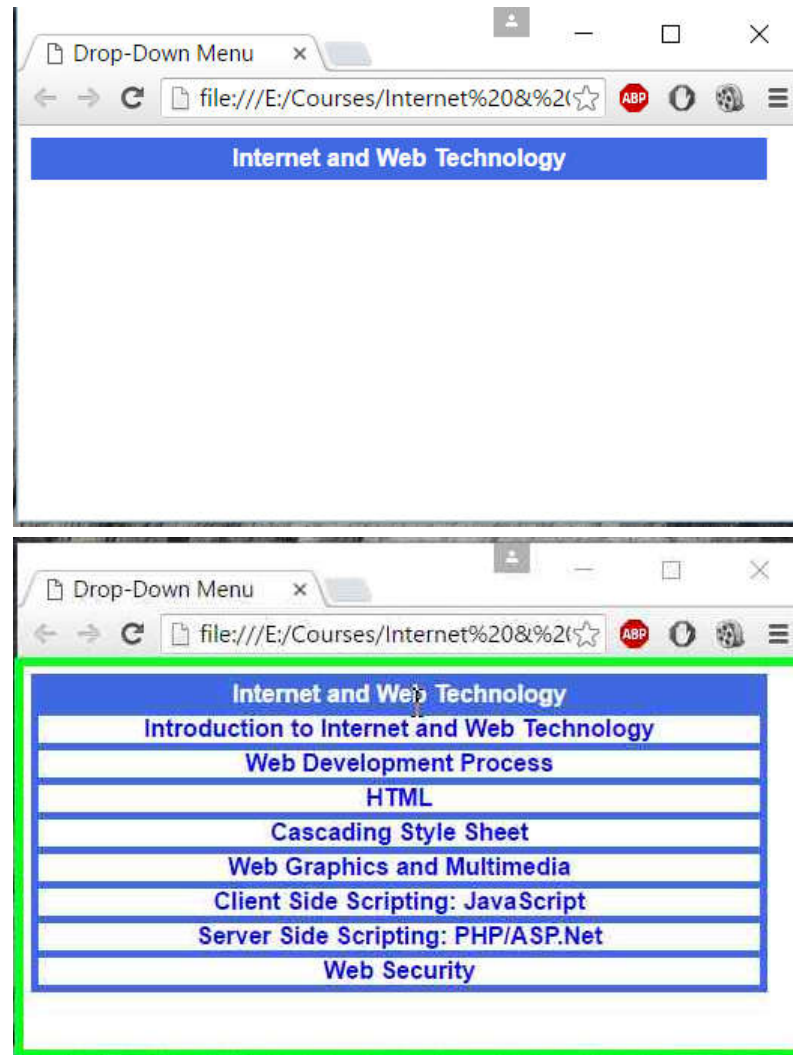 Drop-Down Menu
file:///E:/Courses/Internet%20&%20
ABP
Internet and Web Technology
Drop-Down Menu
file:///E:/Courses/Internet%20&%20
ABP
Internet and Web Technology
Introduction to Internet and Web Technology
Web Development Process
HTML
Cascading Style Sheet
Web Graphics and Multimedia
Client Side Scripting: JavaScript
Server Side Scripting: PHP/ASP.Net
Web Security